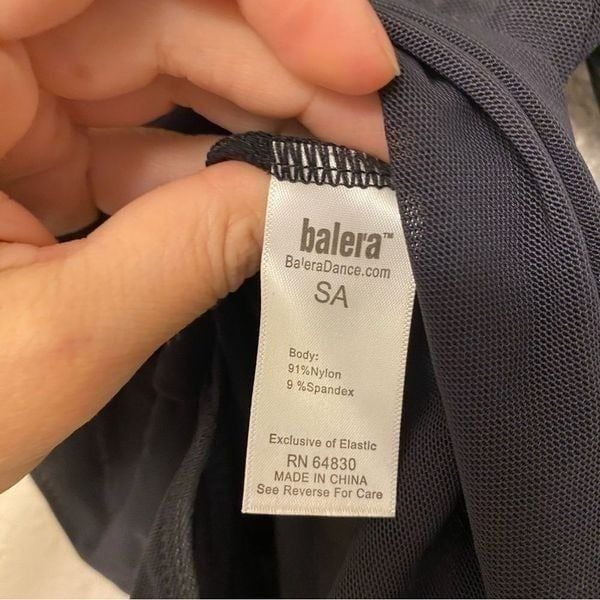 balera™
BaleraDance.com
SA
Body:
91%Nylon
9 %Spandex
Exclusive of Elastic
RN 64830
MADE IN CHINA
See Reverse For Care